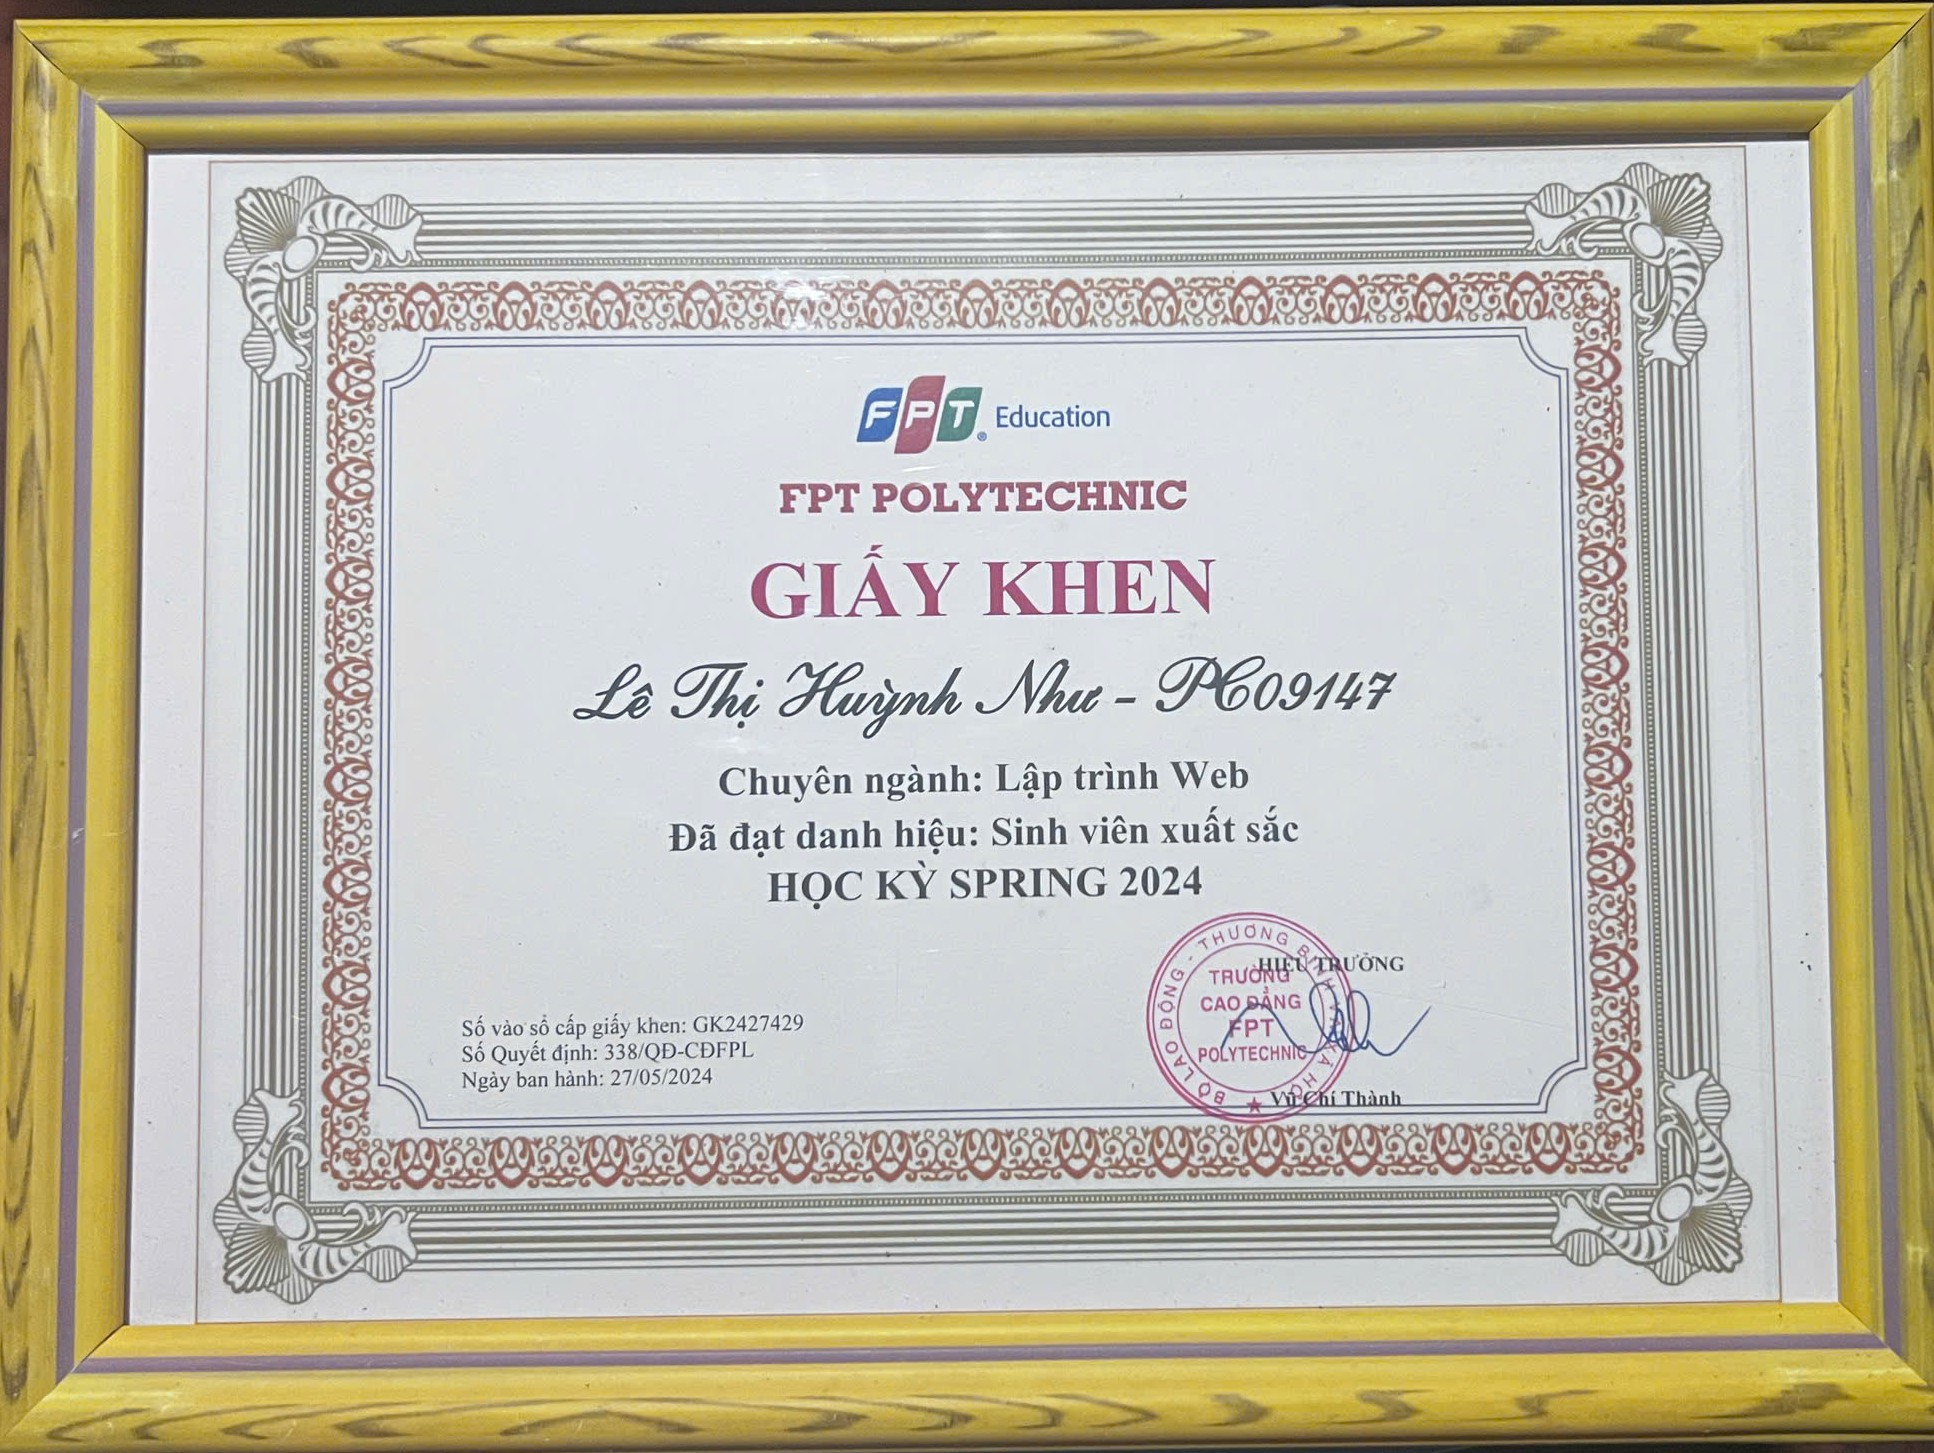 FPT Education
FPT POLYTECHNIC
GIẤY KHEN
Lê Thị Huỳnh Như - PC09147
Chuyên ngành: Lập trình Web
Đã đạt danh hiệu: Sinh viên xuất sắc
HỌC KỲ SPRING 2024
Số vào sổ cấp giấy khen: GK2427429
Số Quyết định: 338/QĐ-CĐFPL
Ngày ban hành: 27/05/2024
HIỆU TRƯỞNG
BỘ LAO ĐỘNG - THƯƠNG BINH VÀ XÃ HỘI
TRƯỜNG
CAO ĐẲNG
FPT
POLYTECHNIC
Vũ Chí Thành